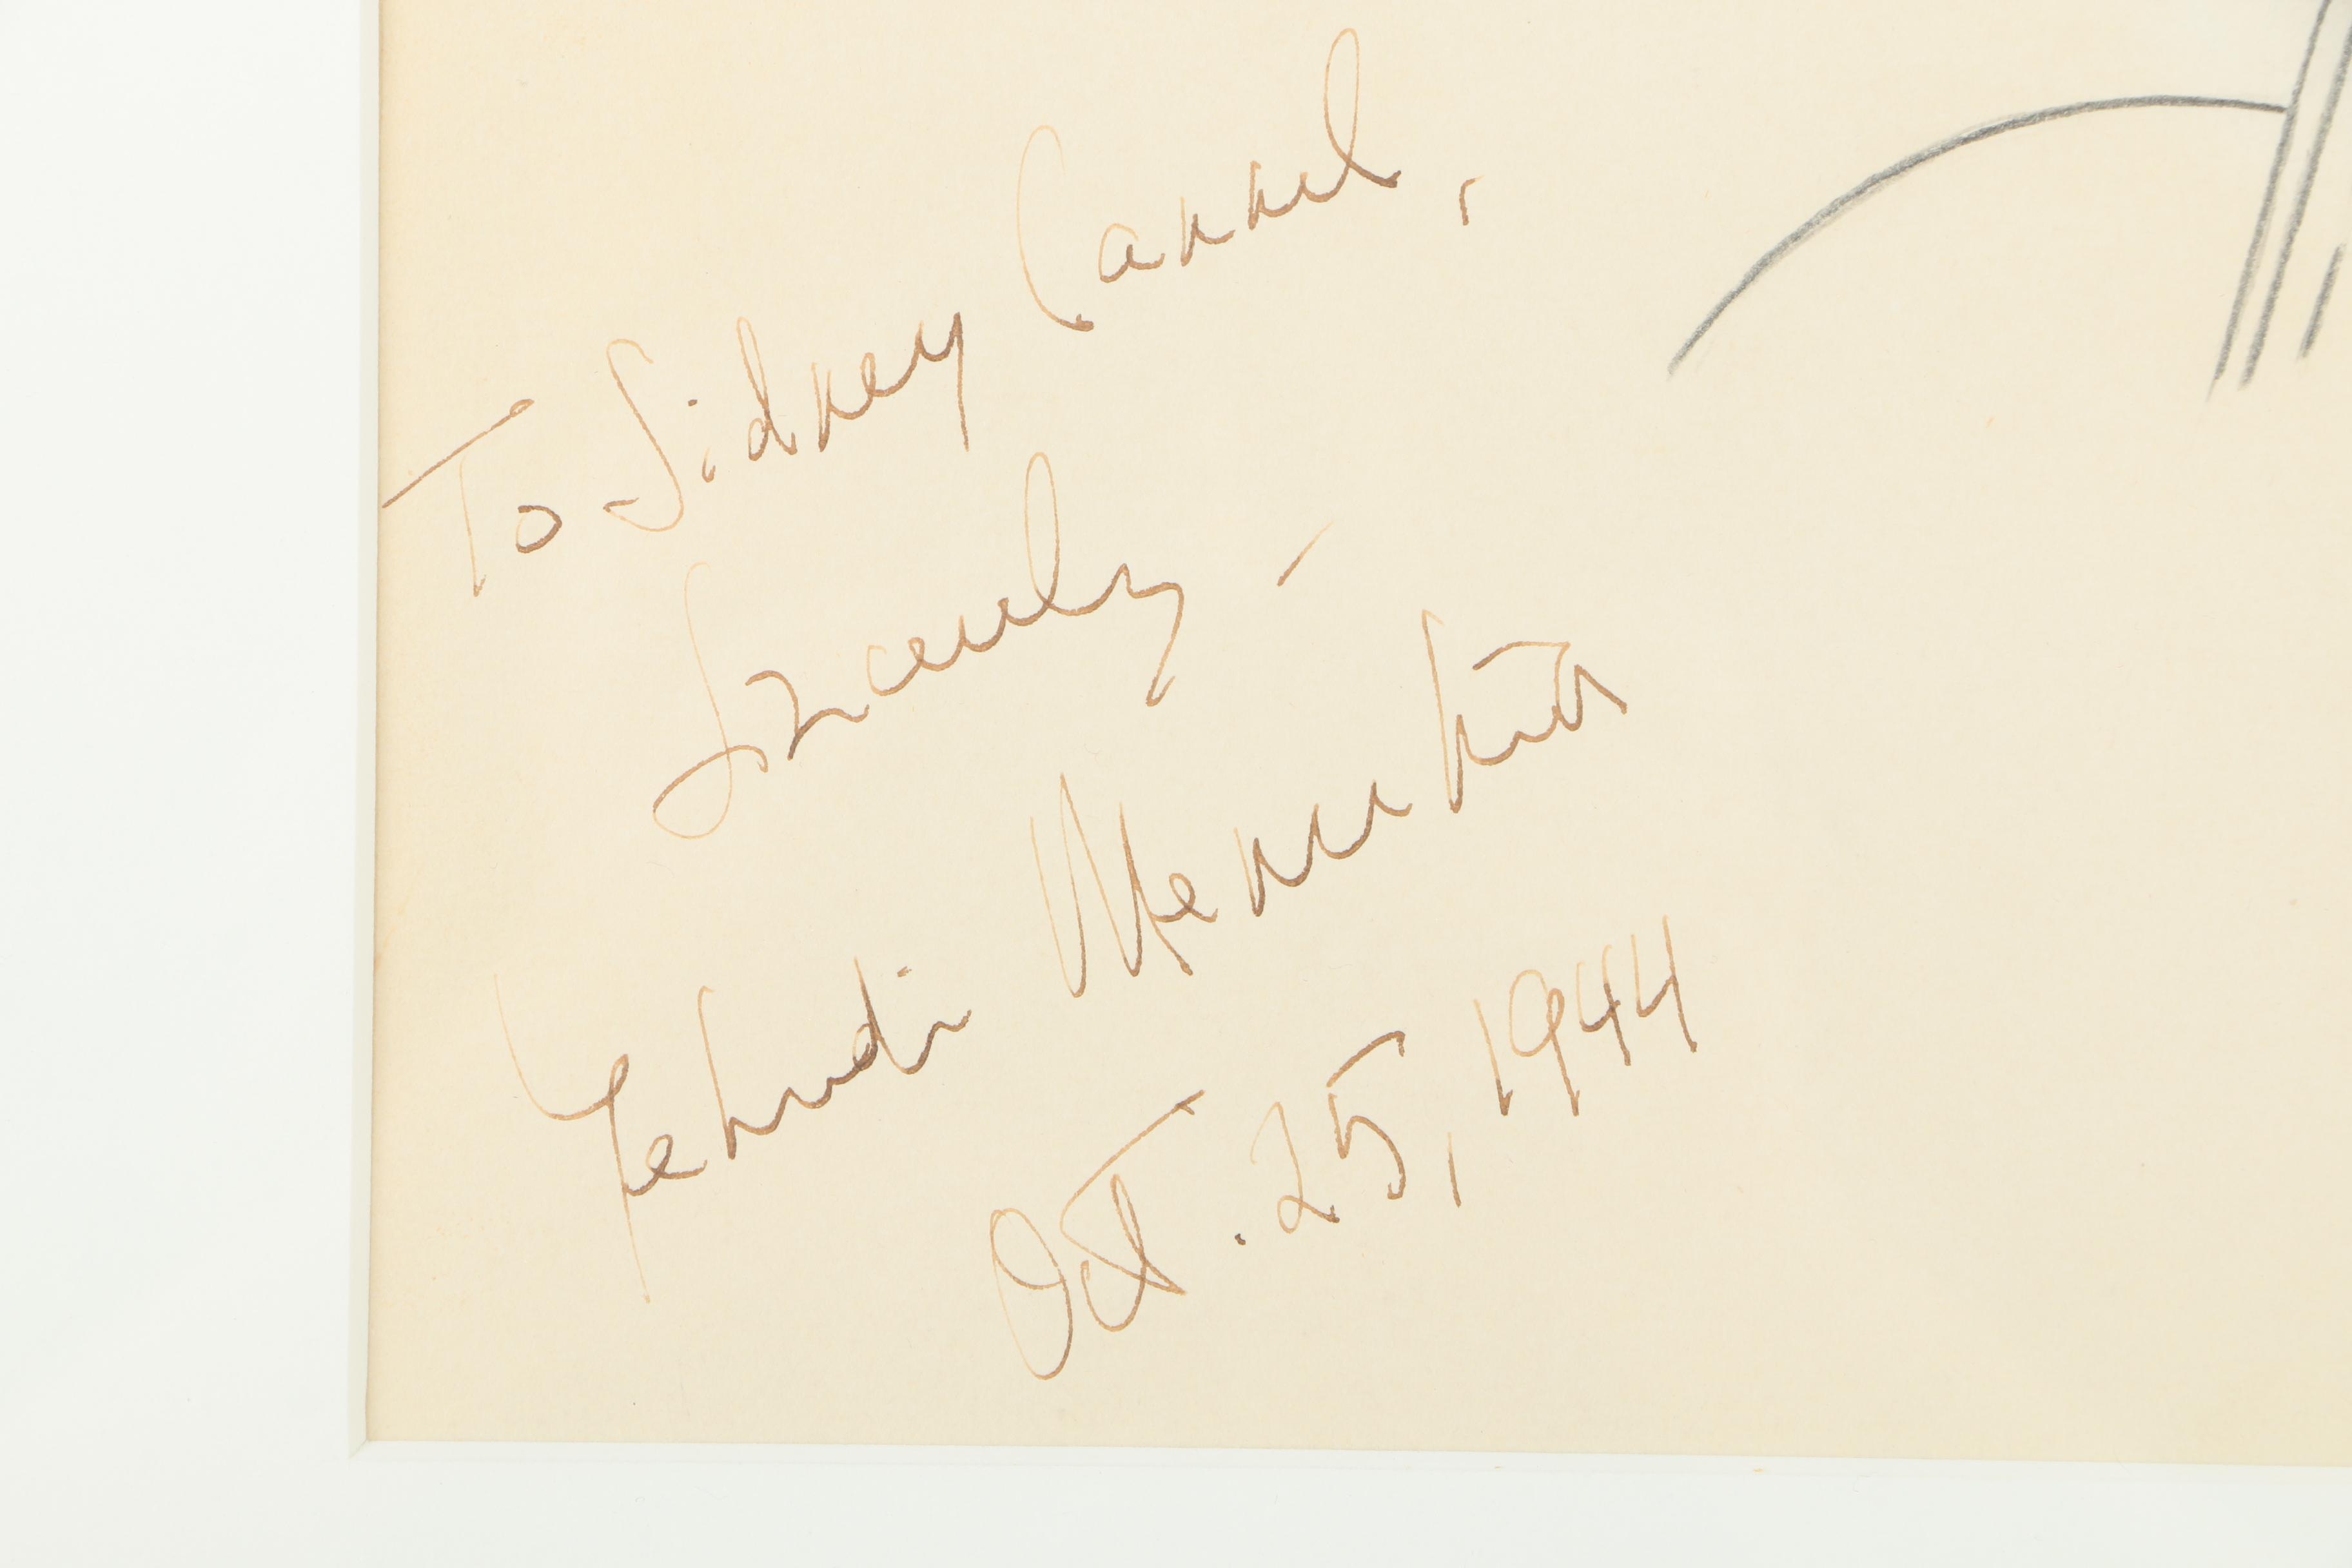 To Sidney Cannel,
Sincerely -
Yehudi Menuhin
Oct. 25, 1944